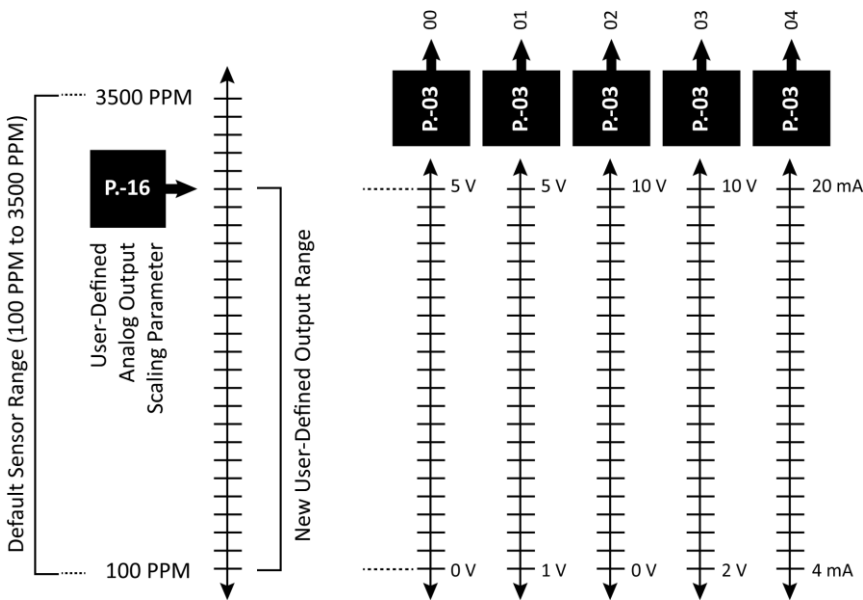 Default Sensor Range (100 PPM to 3500 PPM)
3500 PPM
P.-16
User-Defined
Analog Output
Scaling Parameter
100 PPM
New User-Defined Output Range
00
01
02
03
04
P.-03
P.-03
P.-03
P.-03
P.-03
5 V
5 V
10 V
10 V
20 mA
0 V
1 V
0 V
2 V
4 mA